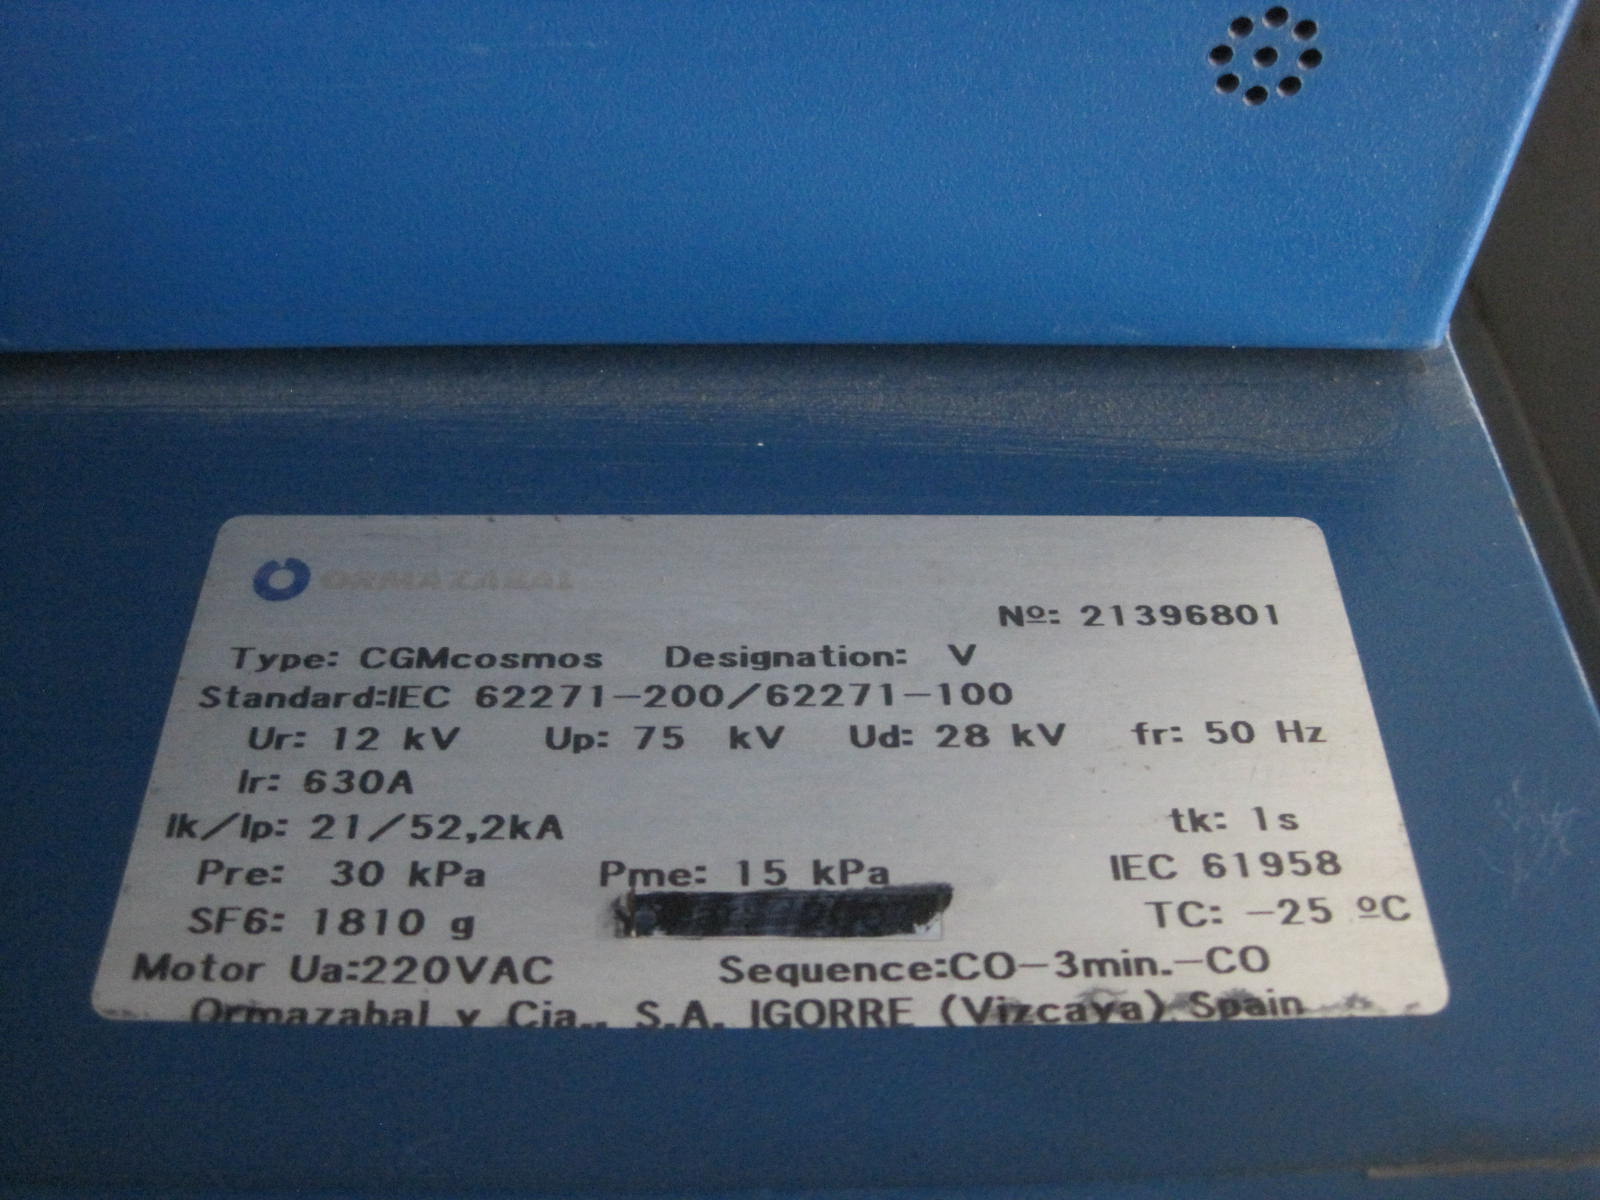 ORMAZABAL
Nº: 21396801
Type: CGMcosmos Designation: V
Standard:IEC 62271-200/62271-100
Ur: 12 kV Up: 75 kV Ud: 28 kV fr: 50 Hz
Ir: 630A
Ik/Ip: 21/52,2kA tk: 1s
Pre: 30 kPa Pme: 15 kPa IEC 61958
SF6: 1810 g TC: -25 ºC
Motor Ua:220VAC Sequence:CO-3min.-CO
Ormazabal y Cia., S.A. IGORRE (Vizcaya) Spain